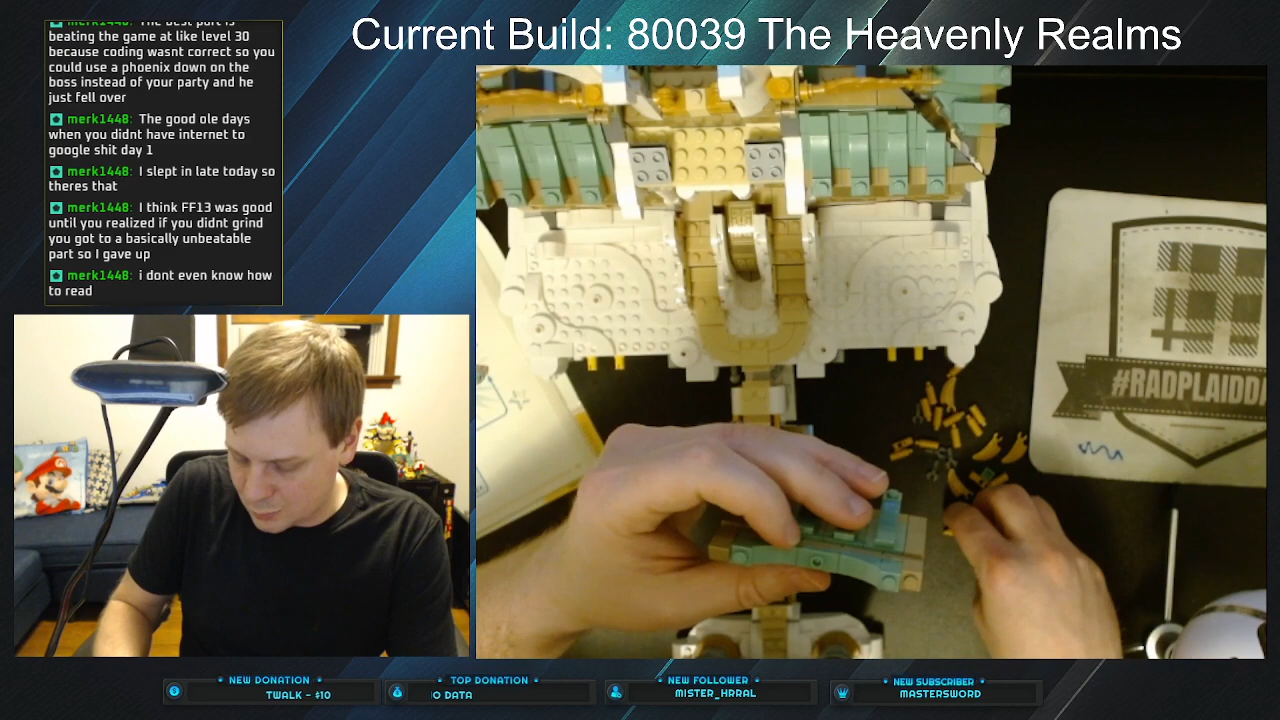 Current Build: 80039 The Heavenly Realms
merk1448: The best part is
beating the game at like level 30
because coding wasnt correct so you
could use a phoenix down on the
boss instead of your party and he
just fell over
merk1448: The good ole days
when you didnt have internet to
google shit day 1
merk1448: I slept in late today so
theres that
merk1448: I think FF13 was good
until you realized if you didnt grind
you got to a basically unbeatable
part so I gave up
merk1448: i dont even know how
to read
#RADPLAIDDA
NEW DONATION
TWALK - $10
TOP DONATION
O DATA
NEW FOLLOWER
MISTER_HRRAL
NEW SUBSCRIBER
MASTERSWORD